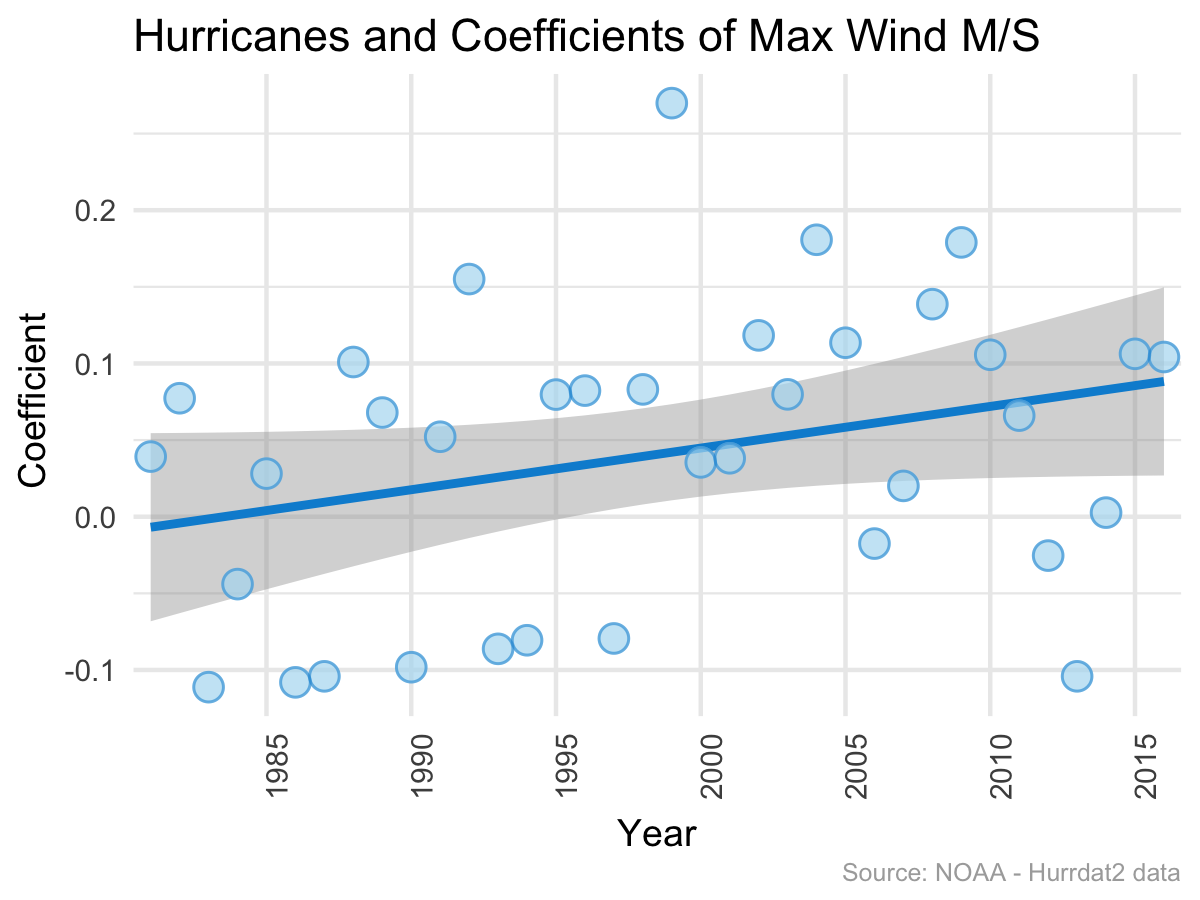 Hurricanes and Coefficients of Max Wind M/S
Coefficient
0.2
0.1
0.0
-0.1
1985
1990
1995
2000
2005
2010
2015
Year
Source: NOAA - Hurrdat2 data